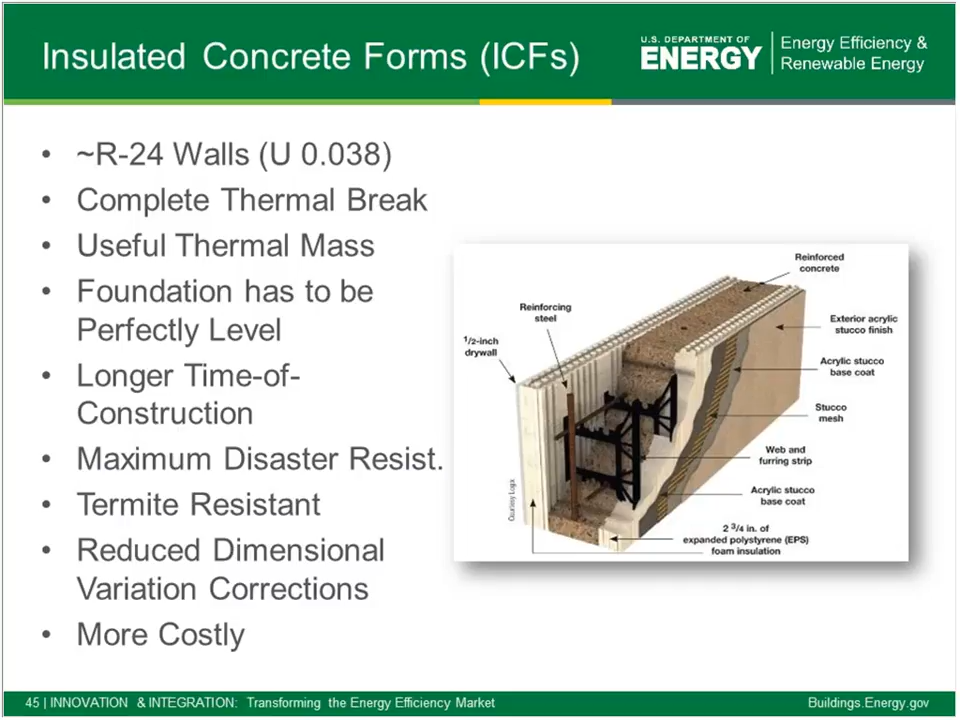 Insulated Concrete Forms (ICFs)
U.S. DEPARTMENT OF
ENERGY
Energy Efficiency &
Renewable Energy
• ~R-24 Walls (U 0.038)
• Complete Thermal Break
• Useful Thermal Mass
• Foundation has to be
Perfectly Level
• Longer Time-of-
Construction
• Maximum Disaster Resist.
• Termite Resistant
• Reduced Dimensional
Variation Corrections
• More Costly
Reinforced
concrete
Reinforcing
steel
1/2-inch
drywall
Exterior acrylic
stucco finish
Acrylic stucco
base coat
Stucco
mesh
Web and
furring strip
Acrylic stucco
base coat
2 3/4 in. of
expanded polystyrene (EPS)
foam insulation
Courtesy Logix
45 | INNOVATION & INTEGRATION: Transforming the Energy Efficiency Market
Buildings.Energy.gov